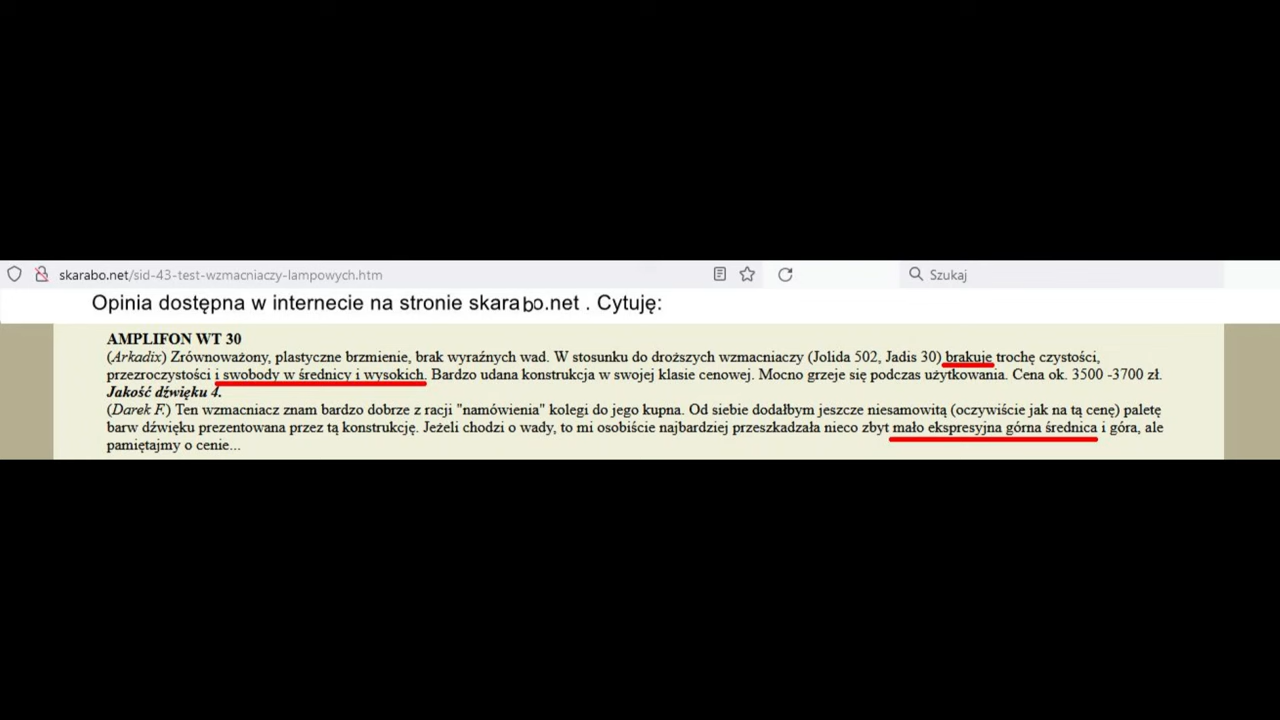 skarabo.net/sid-43-test-wzmacniaczy-lampowych.htm
Szukaj
Opinia dostępna w internecie na stronie skarabo.net . Cytuję:
AMPLIFON WT 30
(Arkadix) Zrównoważony, plastyczne brzmienie, brak wyraźnych wad. W stosunku do droższych wzmacniaczy (Jolida 502, Jadis 30) brakuje trochę czystości,
przezroczystości i swobody w średnicy i wysokich. Bardzo udana konstrukcja w swojej klasie cenowej. Mocno grzeje się podczas użytkowania. Cena ok. 3500 -3700 zł.
Jakość dźwięku 4.
(Darek F.) Ten wzmacniacz znam bardzo dobrze z racji "namówienia" kolegi do jego kupna. Od siebie dodałbym jeszcze niesamowitą (oczywiście jak na tą cenę) paletę
barw dźwięku prezentowana przez tą konstrukcję. Jeżeli chodzi o wady, to mi osobiście najbardziej przeszkadzała nieco zbyt mało ekspresyjna górna średnica i góra, ale
pamiętajmy o cenie...